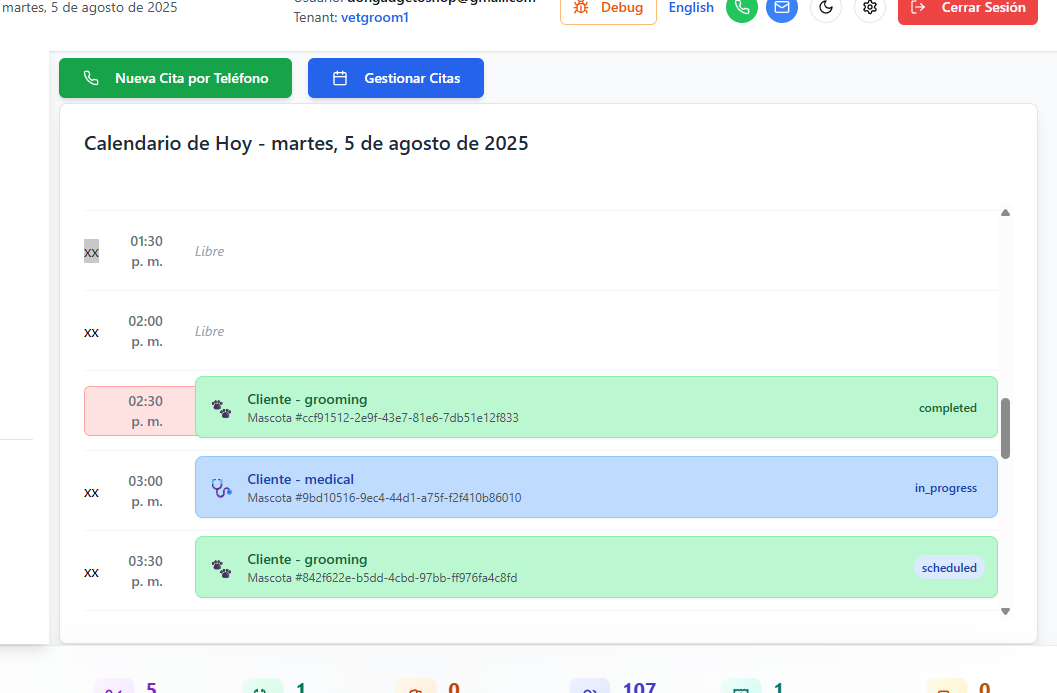 martes, 5 de agosto de 2025
Tenant: vetgroom1
Debug
English
Cerrar Sesión
Nueva Cita por Teléfono
Gestionar Citas
Calendario de Hoy - martes, 5 de agosto de 2025
xx
01:30
p. m.
Libre
xx
02:00
p. m.
Libre
02:30
p. m.
Cliente - grooming
Mascota #ccf91512-2e9f-43e7-81e6-7db51e12f833
completed
xx
03:00
p. m.
Cliente - medical
Mascota #9bd10516-9ec4-44d1-a75f-f2f410b86010
in_progress
xx
03:30
p. m.
Cliente - grooming
Mascota #842f622e-b5dd-4cbd-97bb-ff976fa4c8fd
scheduled
5
1
0
107
1
0